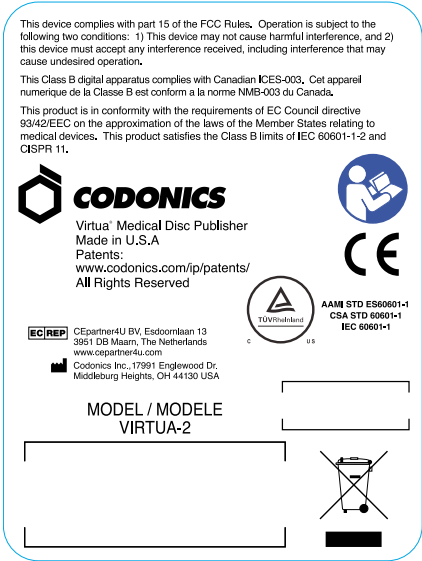 This device complies with part 15 of the FCC Rules. Operation is subject to the
following two conditions: 1) This device may not cause harmful interference, and 2)
this device must accept any interference received, including interference that may
cause undesired operation.
This Class B digital apparatus complies with Canadian ICES-003. Cet appareil
numerique de la Classe B est conform a la norme NMB-003 du Canada.
This product is in conformity with the requirements of EC Council directive
93/42/EEC on the approximation of the laws of the Member States relating to
medical devices. This product satisfies the Class B limits of IEC 60601-1-2 and
CISPR 11.
CODONICS
Virtua® Medical Disc Publisher
Made in U.S.A
Patents:
www.codonics.com/ip/patents/
All Rights Reserved
CE
TÜVRheinland
C US
AAMI STD ES60601-1
CSA STD 60601-1
IEC 60601-1
EC REP
CEpartner4U BV, Esdoornlaan 13
3951 DB Maarn, The Netherlands
www.cepartner4u.com
Codonics Inc., 17991 Englewood Dr.
Middleburg Heights, OH 44130 USA
MODEL / MODELE
VIRTUA-2